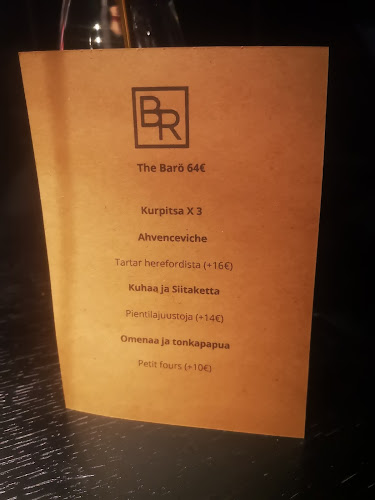 BR
The Barö 64€
Kurpitsa X 3
Ahvenceviche
Tartar herefordista (+16€)
Kuhaa ja Siitaketta
Pientilajuustoja (+14€)
Omenaa ja tonkapapua
Petit fours (+10€)